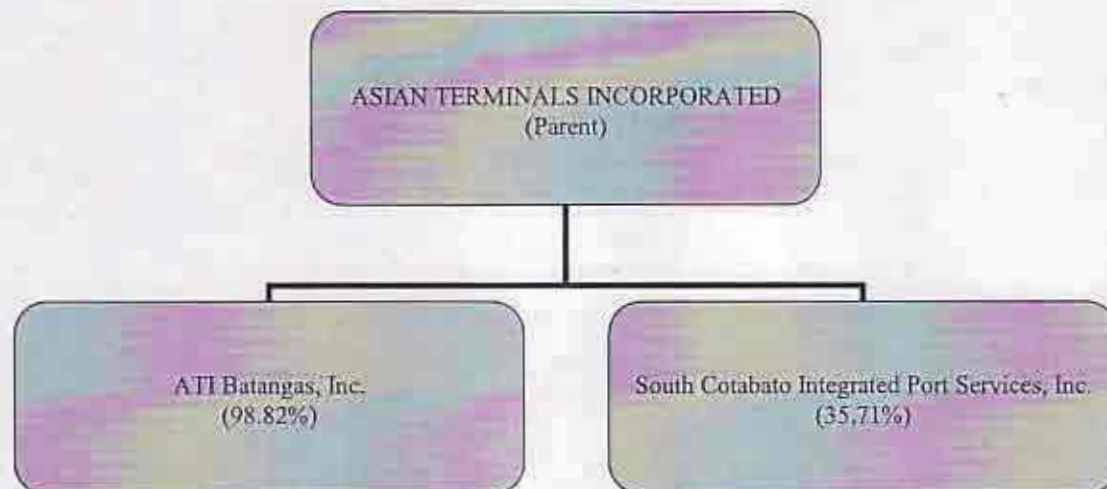 ASIAN TERMINALS INCORPORATED
(Parent)
ATI Batangas, Inc.
(98.82%)
South Cotabato Integrated Port Services, Inc.
(35.71%)